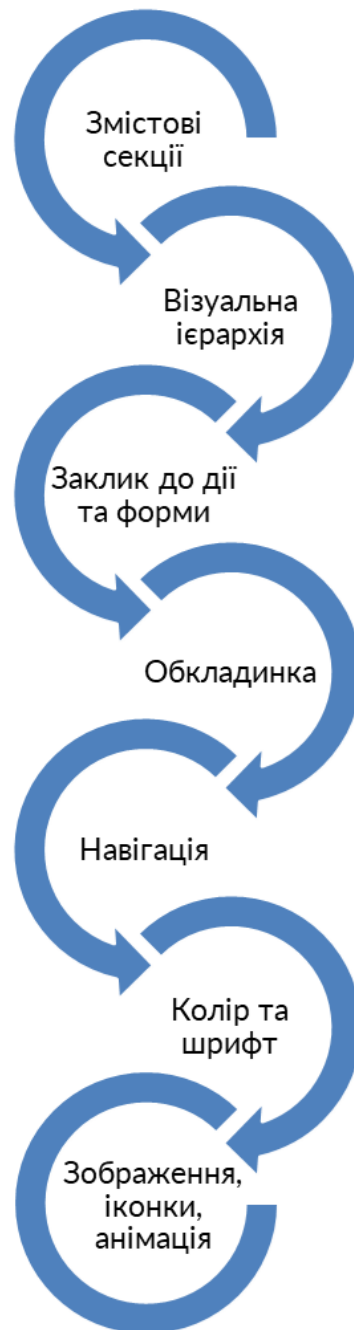 Змістові
секції
Візуальна
ієрархія
Заклик до дії
та форми
Обкладинка
Навігація
Колір та
шрифт
Зображення,
іконки,
анімація